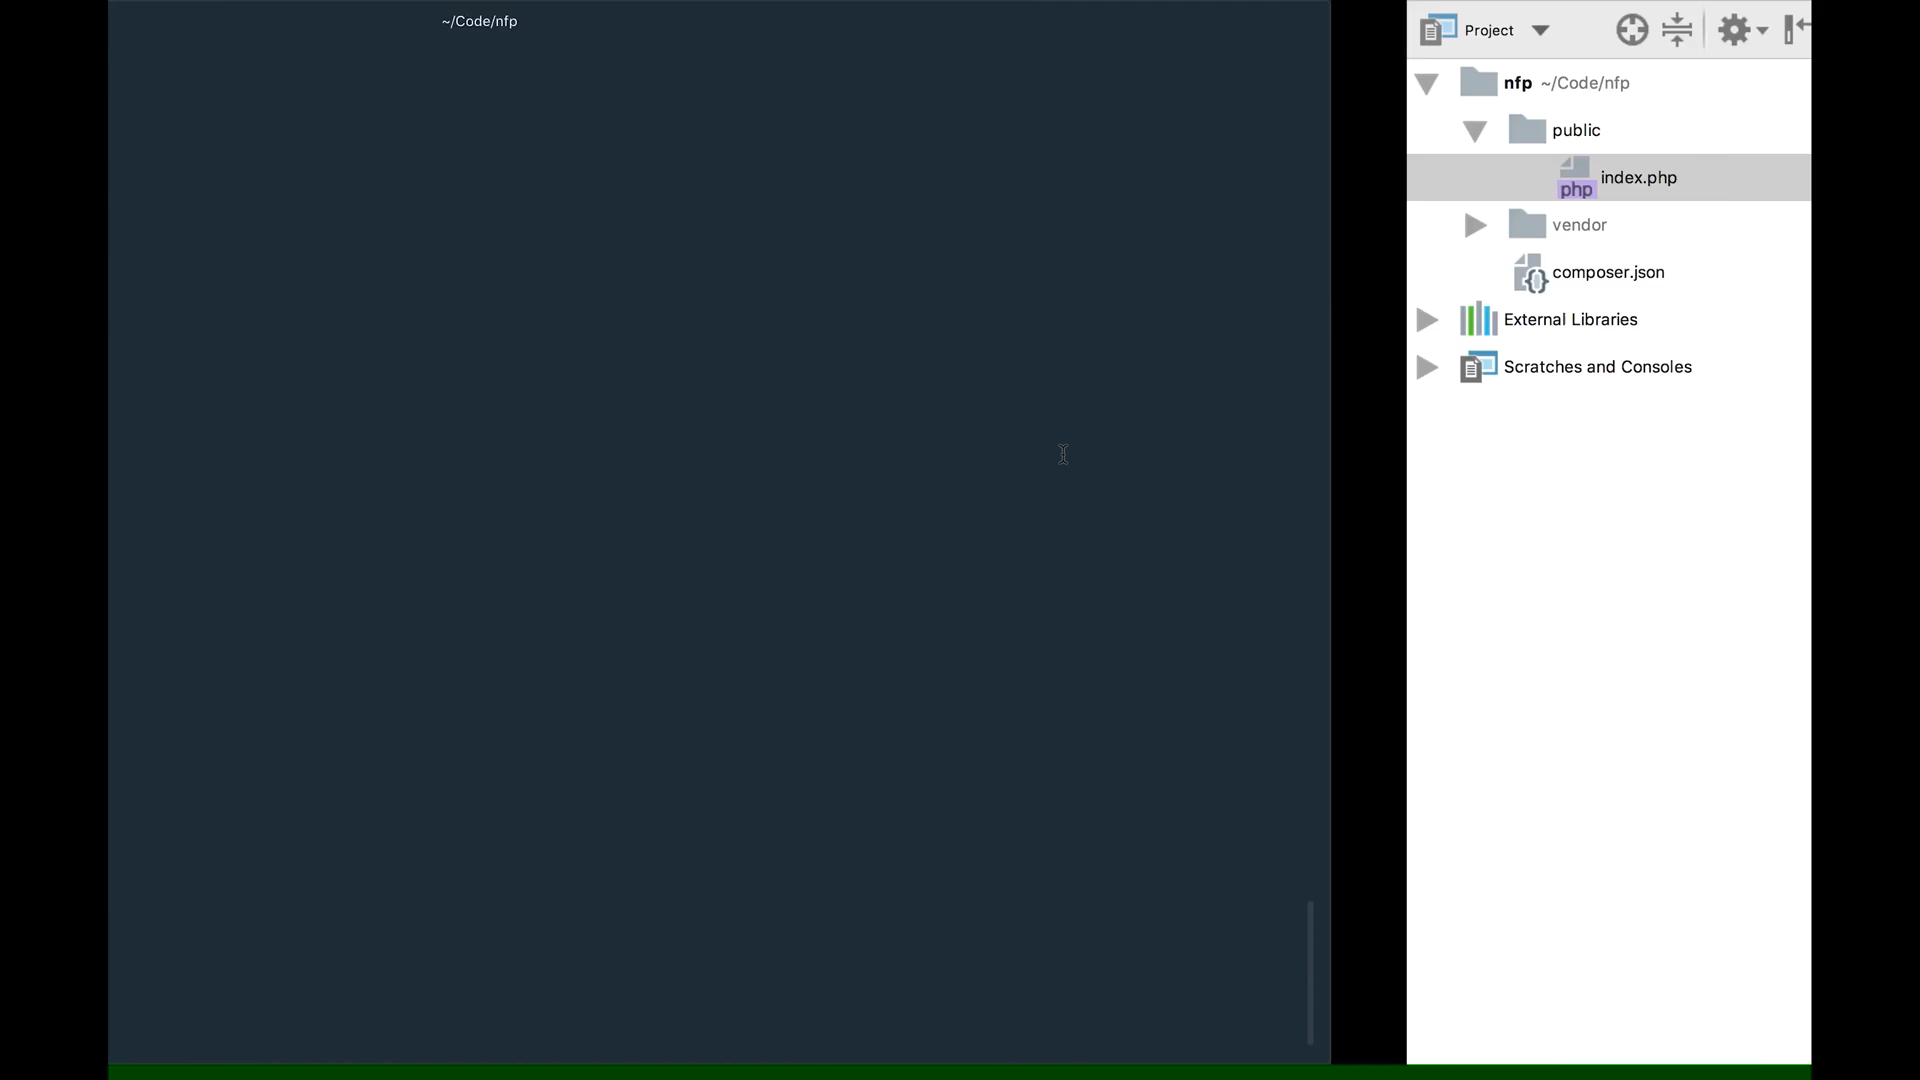 ~/Code/nfp
Project
nfp ~/Code/nfp
public
php index.php
vendor
{} composer.json
External Libraries
Scratches and Consoles